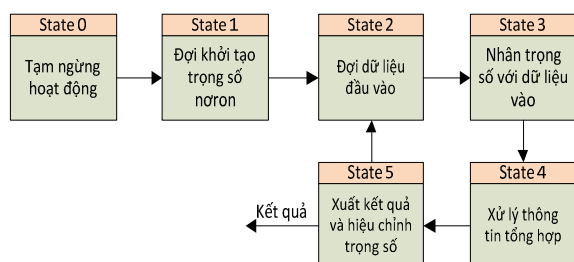 State 0
Tạm ngừng
hoạt động
State 1
Đợi khởi tạo
trọng số
nơron
State 2
Đợi dữ liệu
đầu vào
State 3
Nhân trọng
số với dữ liệu
vào
State 4
Xử lý thông
tin tổng hợp
State 5
Xuất kết quả
và hiệu chỉnh
trọng số
Kết quả